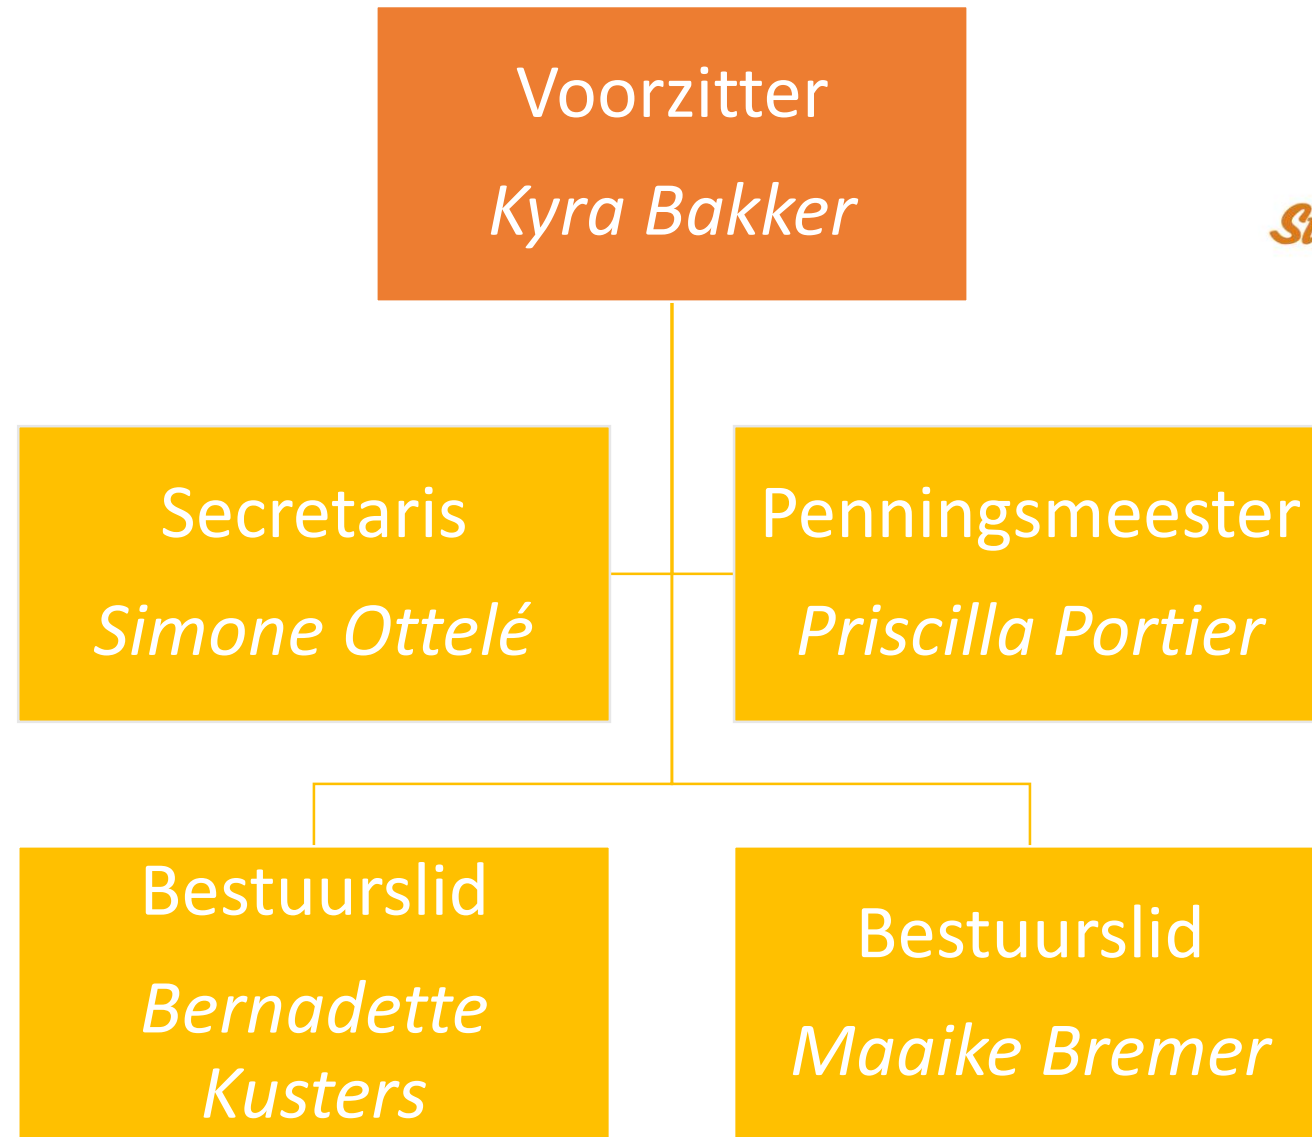 Voorzitter
Kyra Bakker
Secretaris
Simone Ottelé
Penningsmeester
Priscilla Portier
Bestuurslid
Bernadette
Kusters
Bestuurslid
Maaike Bremer